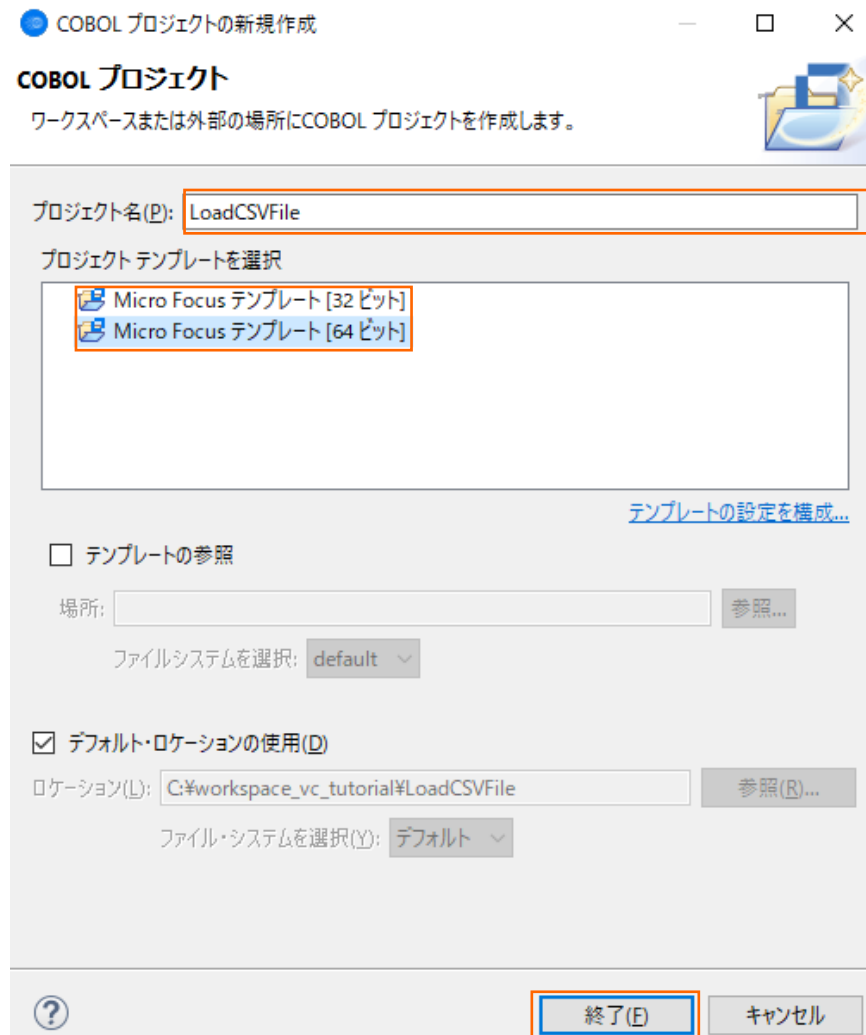 COBOL プロジェクトの新規作成
COBOL プロジェクト
ワークスペースまたは外部の場所にCOBOL プロジェクトを作成します。
プロジェクト名(P): LoadCSVFile
プロジェクト テンプレートを選択
Micro Focus テンプレート [32 ビット]
Micro Focus テンプレート [64 ビット]
テンプレートの設定を構成...
テンプレートの参照
場所: 参照...
ファイルシステムを選択: default
デフォルト・ロケーションの使用(D)
ロケーション(L): C:¥workspace_vc_tutorial¥LoadCSVFile 参照(R)...
ファイル・システムを選択(Y): デフォルト
? 終了(F) キャンセル